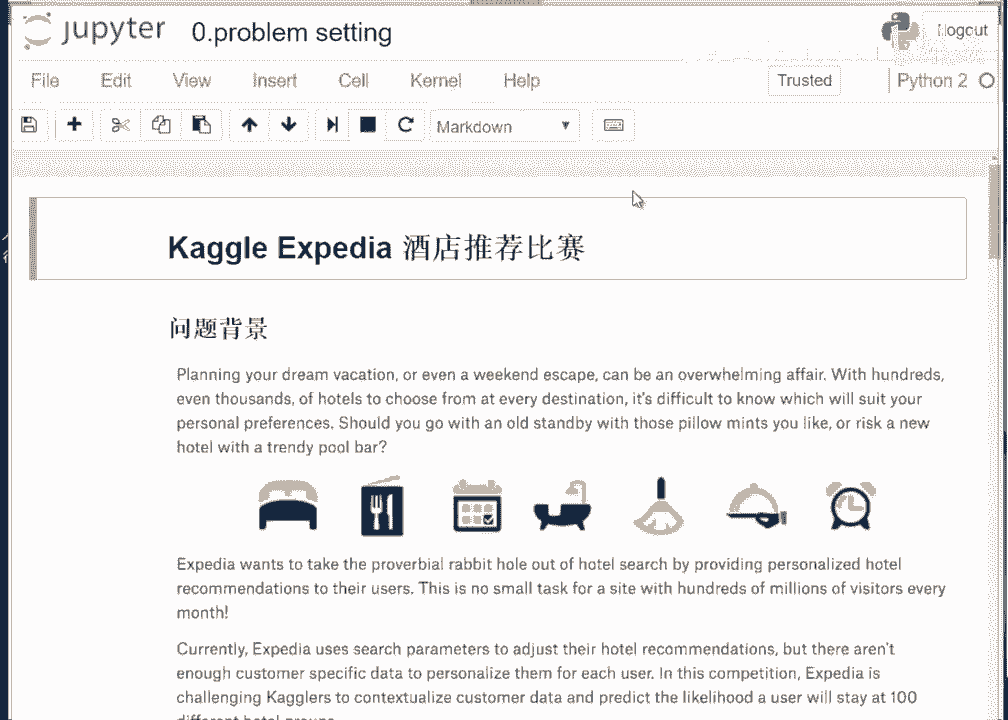 jupyter 0.problem setting Logout
File Edit View Insert Cell Kernel Help Trusted Python 2
Markdown
Kaggle Expedia 酒店推荐比赛
问题背景
Planning your dream vacation, or even a weekend escape, can be an overwhelming affair. With hundreds,
even thousands, of hotels to choose from at every destination, it's difficult to know which will suit your
personal preferences. Should you go with an old standby with those pillow mints you like, or risk a new
hotel with a trendy pool bar?
Expedia wants to take the proverbial rabbit hole out of hotel search by providing personalized hotel
recommendations to their users. This is no small task for a site with hundreds of millions of visitors every
month!
Currently, Expedia uses search parameters to adjust their hotel recommendations, but there aren't
enough customer specific data to personalize them for each user. In this competition, Expedia is
challenging Kagglers to contextualize customer data and predict the likelihood a user will stay at 100
different hotel groups.